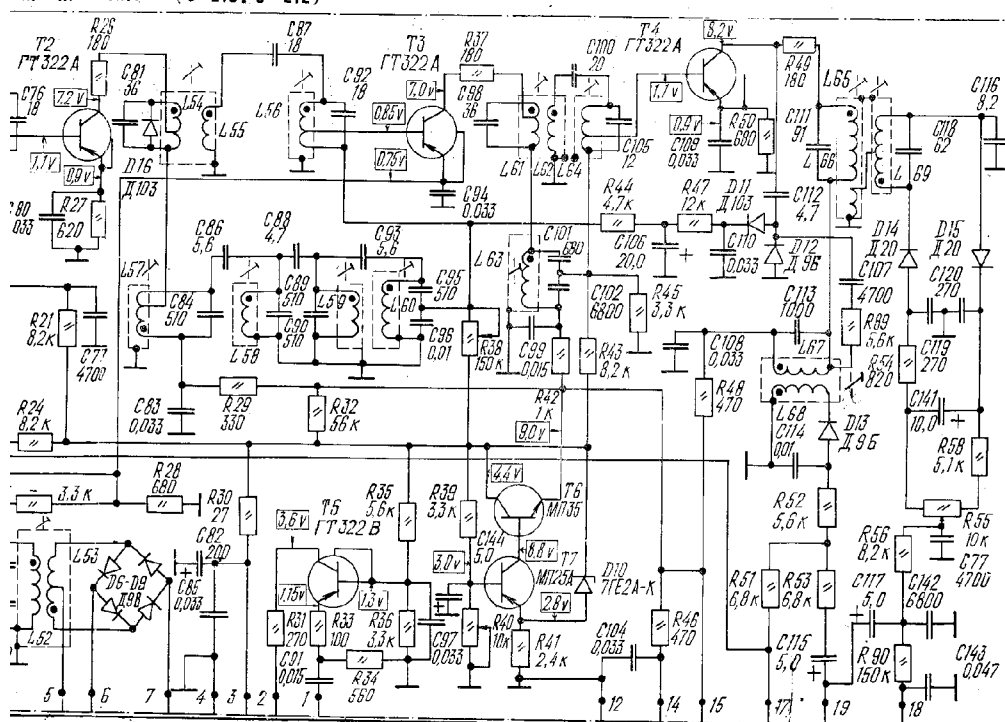 T2
ГТ322А
R25
180
C87
18
T3
ГТ322А
R37
180
C100
20
T4
ГТ322А
5,2v
R49
180
L65
C116
8,2
C76
18
7,2v
C81
36
L54
L55
L56
C92
18
7,0v
C98
36
0,85v
1,7v
0,9v
R50
680
C111
91
C118
62
L66
L69
1,1v
0,9v
D16
Д103
0,75v
C94
0,033
L61
L62
L64
C105
12
C109
0,033
C80
033
R27
620
R44
4,7к
R47
12к
D11
Д103
C112
4,7
D14
Д20
D15
Д20
C86
5,6
C88
4,7
C93
5,6
C101
680
C106
20,0
C110
0,033
D12
Д9Б
C107
4700
C120
270
L57
C84
510
C89
510
L59
L60
C95
510
L63
C102
6800
R45
3,3к
C113
1000
R21
8,2к
C77
4700
L58
C90
510
C96
0,01
R38
150к
C99
0,015
R43
8,2к
C108
0,033
L67
R89
5,6к
R54
820
C119
270
C83
0,033
R29
330
R32
56к
R42
1к
9,0v
R48
470
L68
C114
0,01
D13
Д9Б
C141
10,0
R24
8,2к
R58
5,1к
3,3к
R28
680
R30
27
3,6v
T5
ГТ322В
R35
5,6к
R39
3,3к
4,4v
T6
МП35
R52
5,6к
R56
8,2к
R55
10к
L53
D6-D9
Д9В
C82
200
C85
0,033
C144
5,0
3,0v
8,8v
T7
МП25А
D10
7ГЕ2А-К
R51
6,8к
R53
6,8к
C117
5,0
C142
6800
C77
4700
L52
1,15v
1,3v
R31
270
R33
100
R36
3,3к
C97
0,033
R40
10к
2,8v
R41
2,4к
C104
0,033
R46
470
C115
5,0
R90
150к
C143
0,047
C91
0,015
R34
560
5 6 7 4 3 2 1 12 14 15 17 19 18